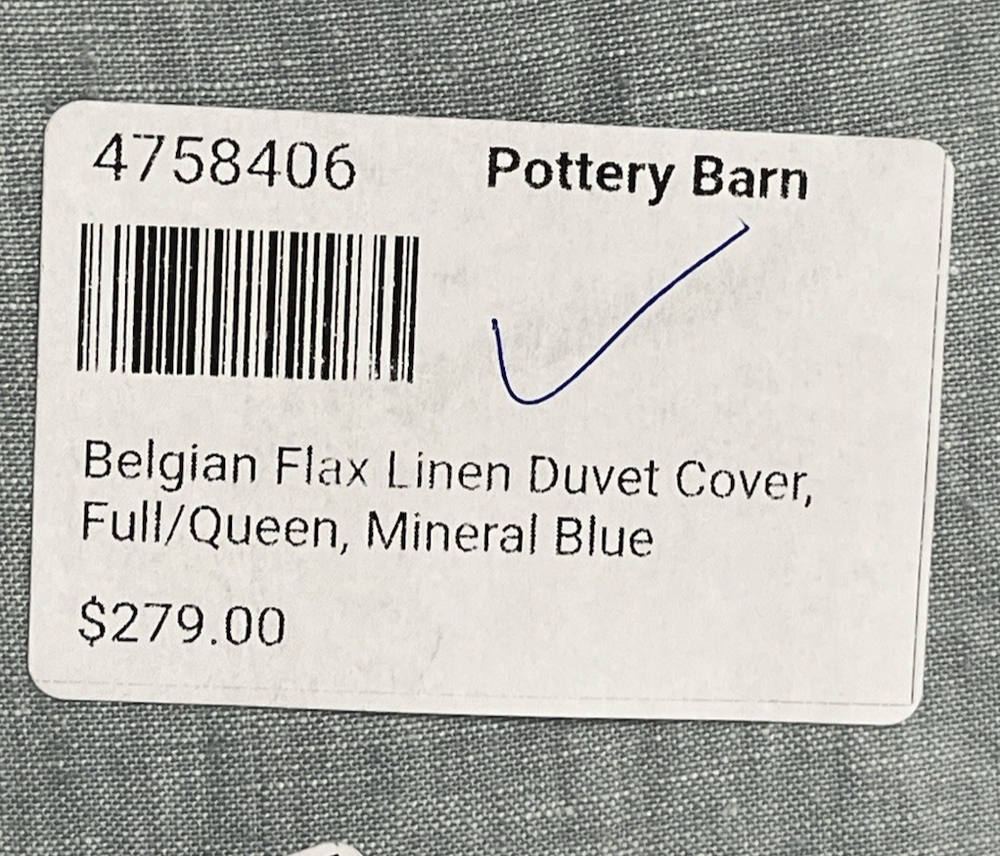 4758406 Pottery Barn
Belgian Flax Linen Duvet Cover,
Full/Queen, Mineral Blue
$279.00